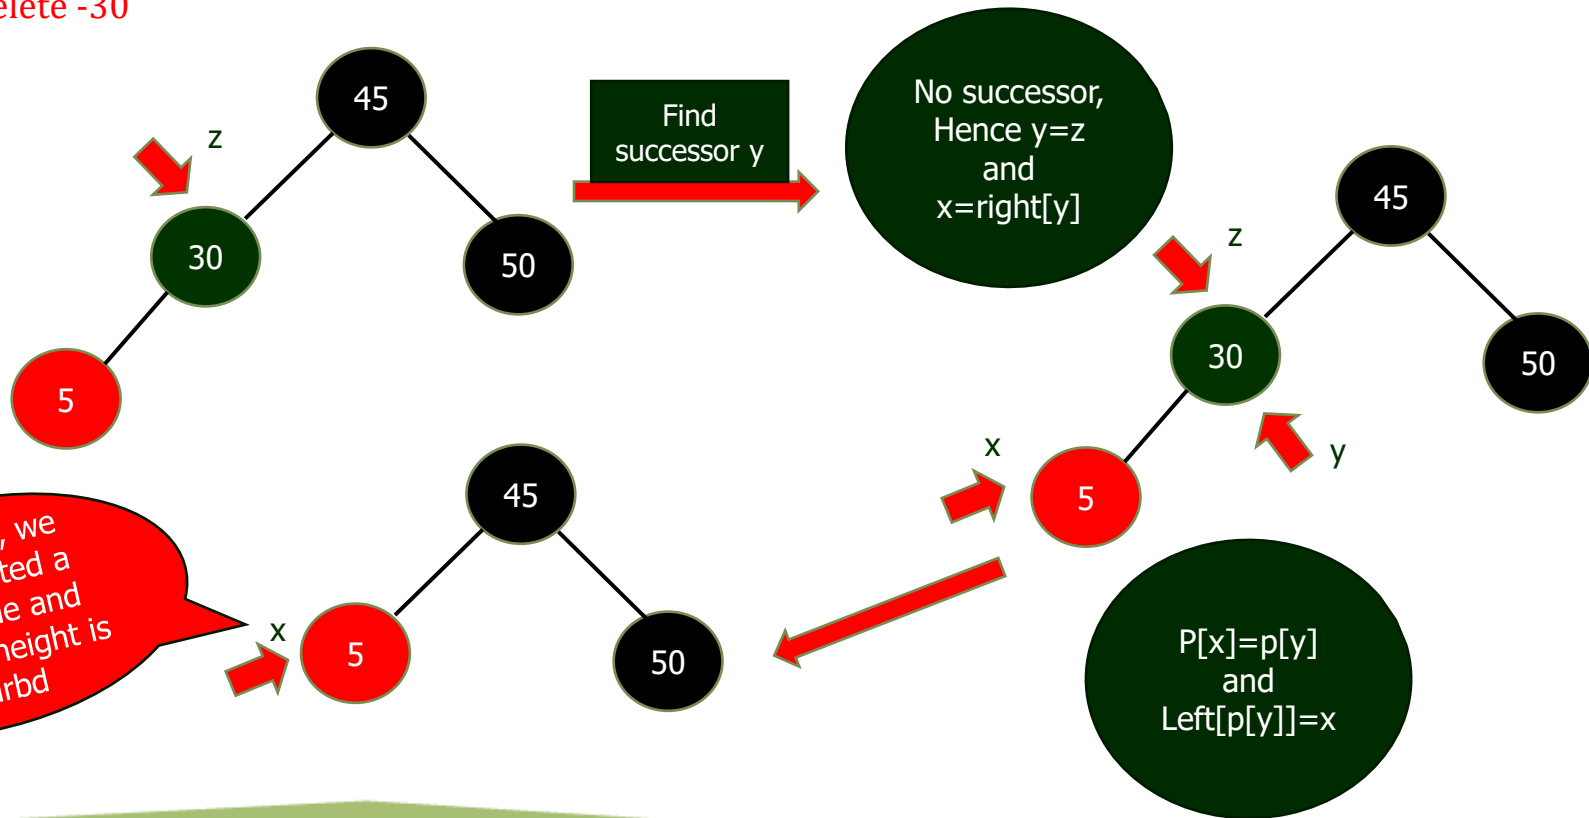 elete -30
45
z
30
50
5
Find
successor y
No successor,
Hence y=z
and
x=right[y]
45
z
30
50
x
y
5
45
, we
ted a
e and
height is
rbd
x
5
50
P[x]=p[y]
and
Left[p[y]]=x